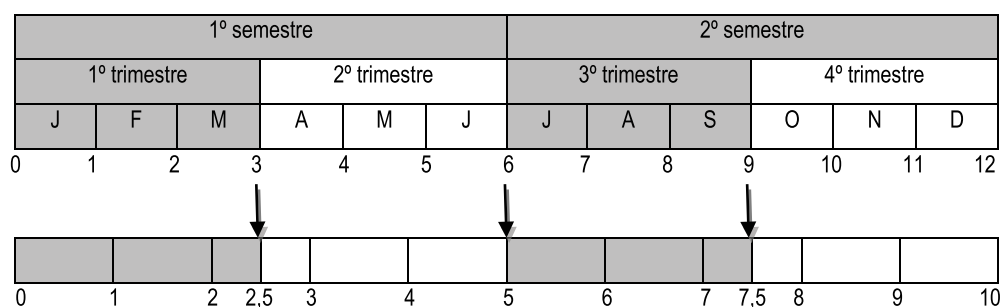 1º semestre 2º semestre
1º trimestre 2º trimestre 3º trimestre 4º trimestre
J F M A M J J A S O N D
0 1 2 3 4 5 6 7 8 9 10 11 12
0 1 2 2,5 3 4 5 6 7 7,5 8 9 10